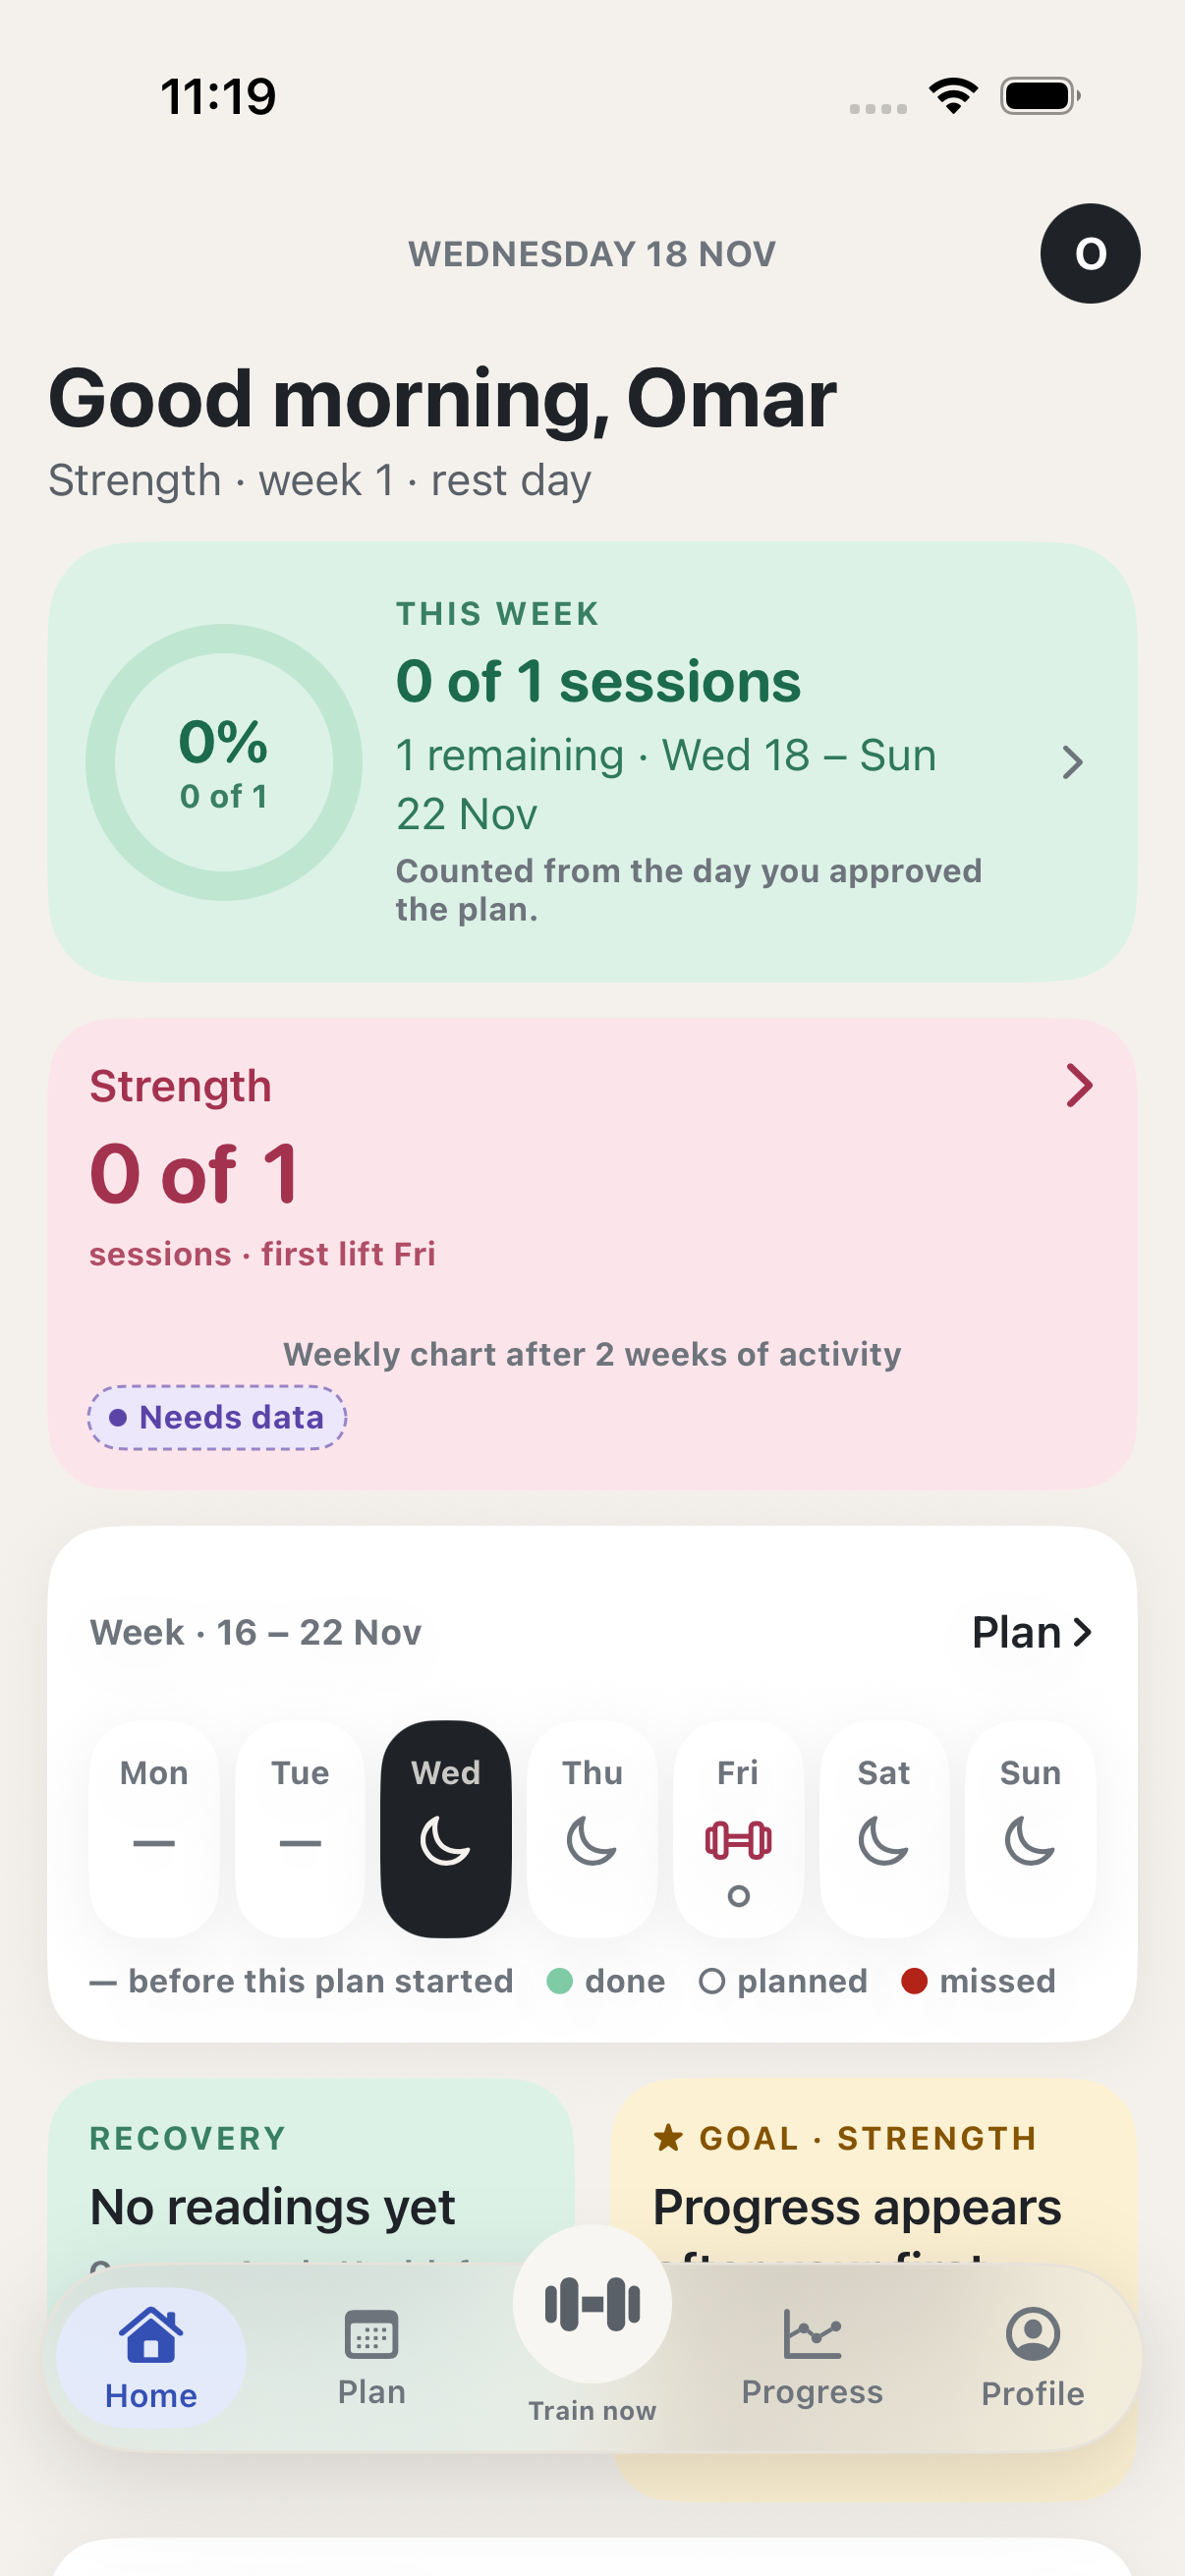 11:19
WEDNESDAY 18 NOV
O
Good morning, Omar
Strength · week 1 · rest day
THIS WEEK
0 of 1 sessions
1 remaining · Wed 18 – Sun
22 Nov
Counted from the day you approved
the plan.
0%
0 of 1
Strength
0 of 1
sessions · first lift Fri
Weekly chart after 2 weeks of activity
Needs data
Week · 16 – 22 Nov
Plan
Mon Tue Wed Thu Fri Sat Sun
— before this plan started done planned missed
RECOVERY
No readings yet
GOAL · STRENGTH
Progress appears
Home
Plan
Train now
Progress
Profile